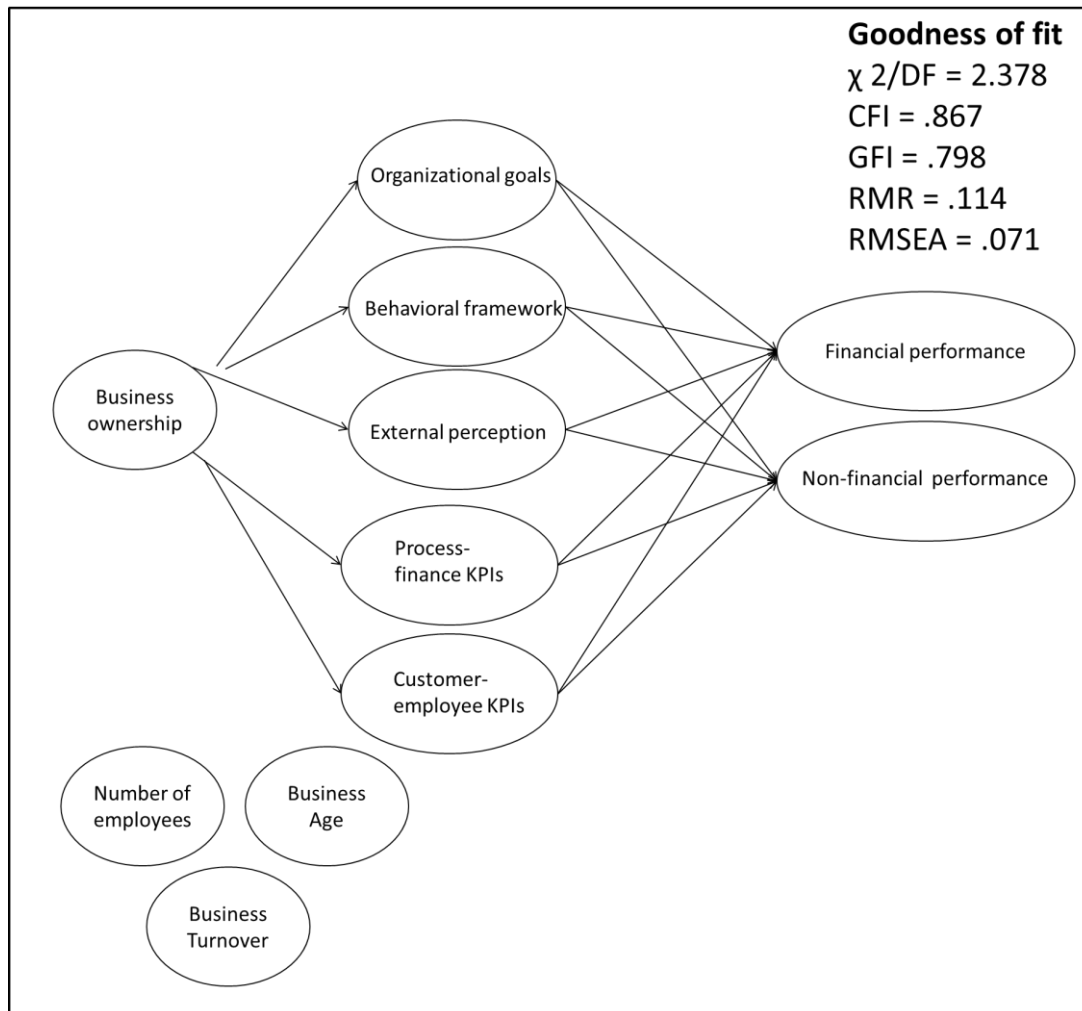 Goodness of fit
χ 2/DF = 2.378
CFI = .867
GFI = .798
RMR = .114
RMSEA = .071
Organizational goals
Behavioral framework
External perception
Process-
finance KPIs
Customer-
employee KPIs
Business
ownership
Financial performance
Non-financial performance
Number of
employees
Business
Age
Business
Turnover